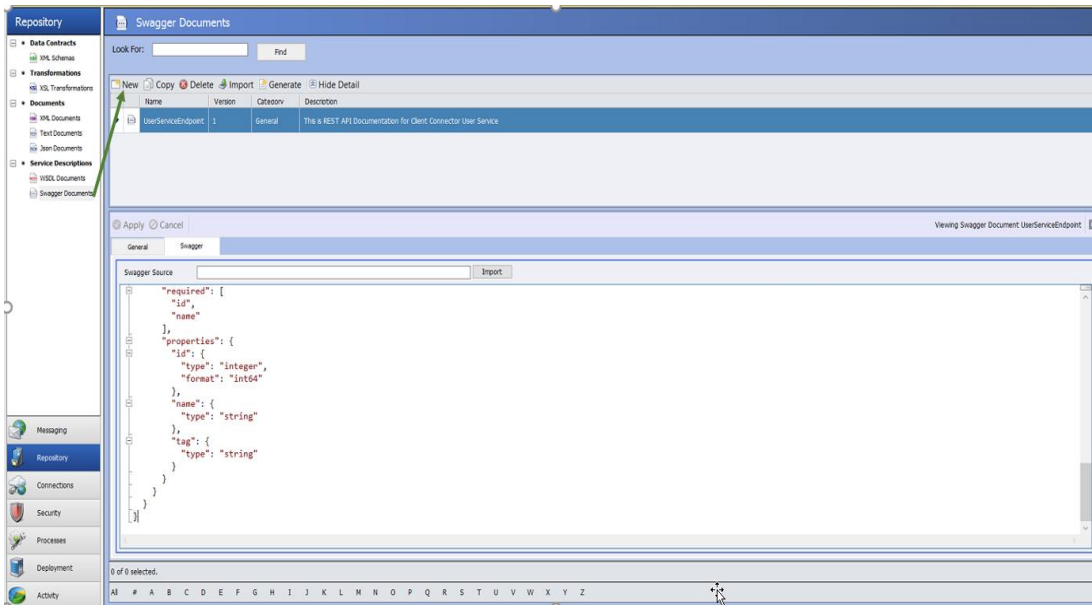 Repository
Data Contracts
XML Schemas
Transformations
XSL Transformations
Documents
XML Documents
Text Documents
Json Documents
Service Descriptions
WSDL Documents
Swagger Documents
Messaging
Repository
Connections
Security
Processes
Deployment
Activity
Swagger Documents
Look For: Find
New Copy Delete Import Generate Hide Detail
Name Version Category Description
UserServiceEndpoint 1 General This is REST API Documentation for Client Connector User Service
Apply Cancel Viewing Swagger Document UserServiceEndpoint
General Swagger
Swagger Source Import
"required": [
"id",
"name"
],
"properties": {
"id": {
"type": "integer",
"format": "int64"
},
"name": {
"type": "string"
},
"tag": {
"type": "string"
}
}
}
}
}
0 of 0 selected.
All # A B C D E F G H I J K L M N O P Q R S T U V W X Y Z